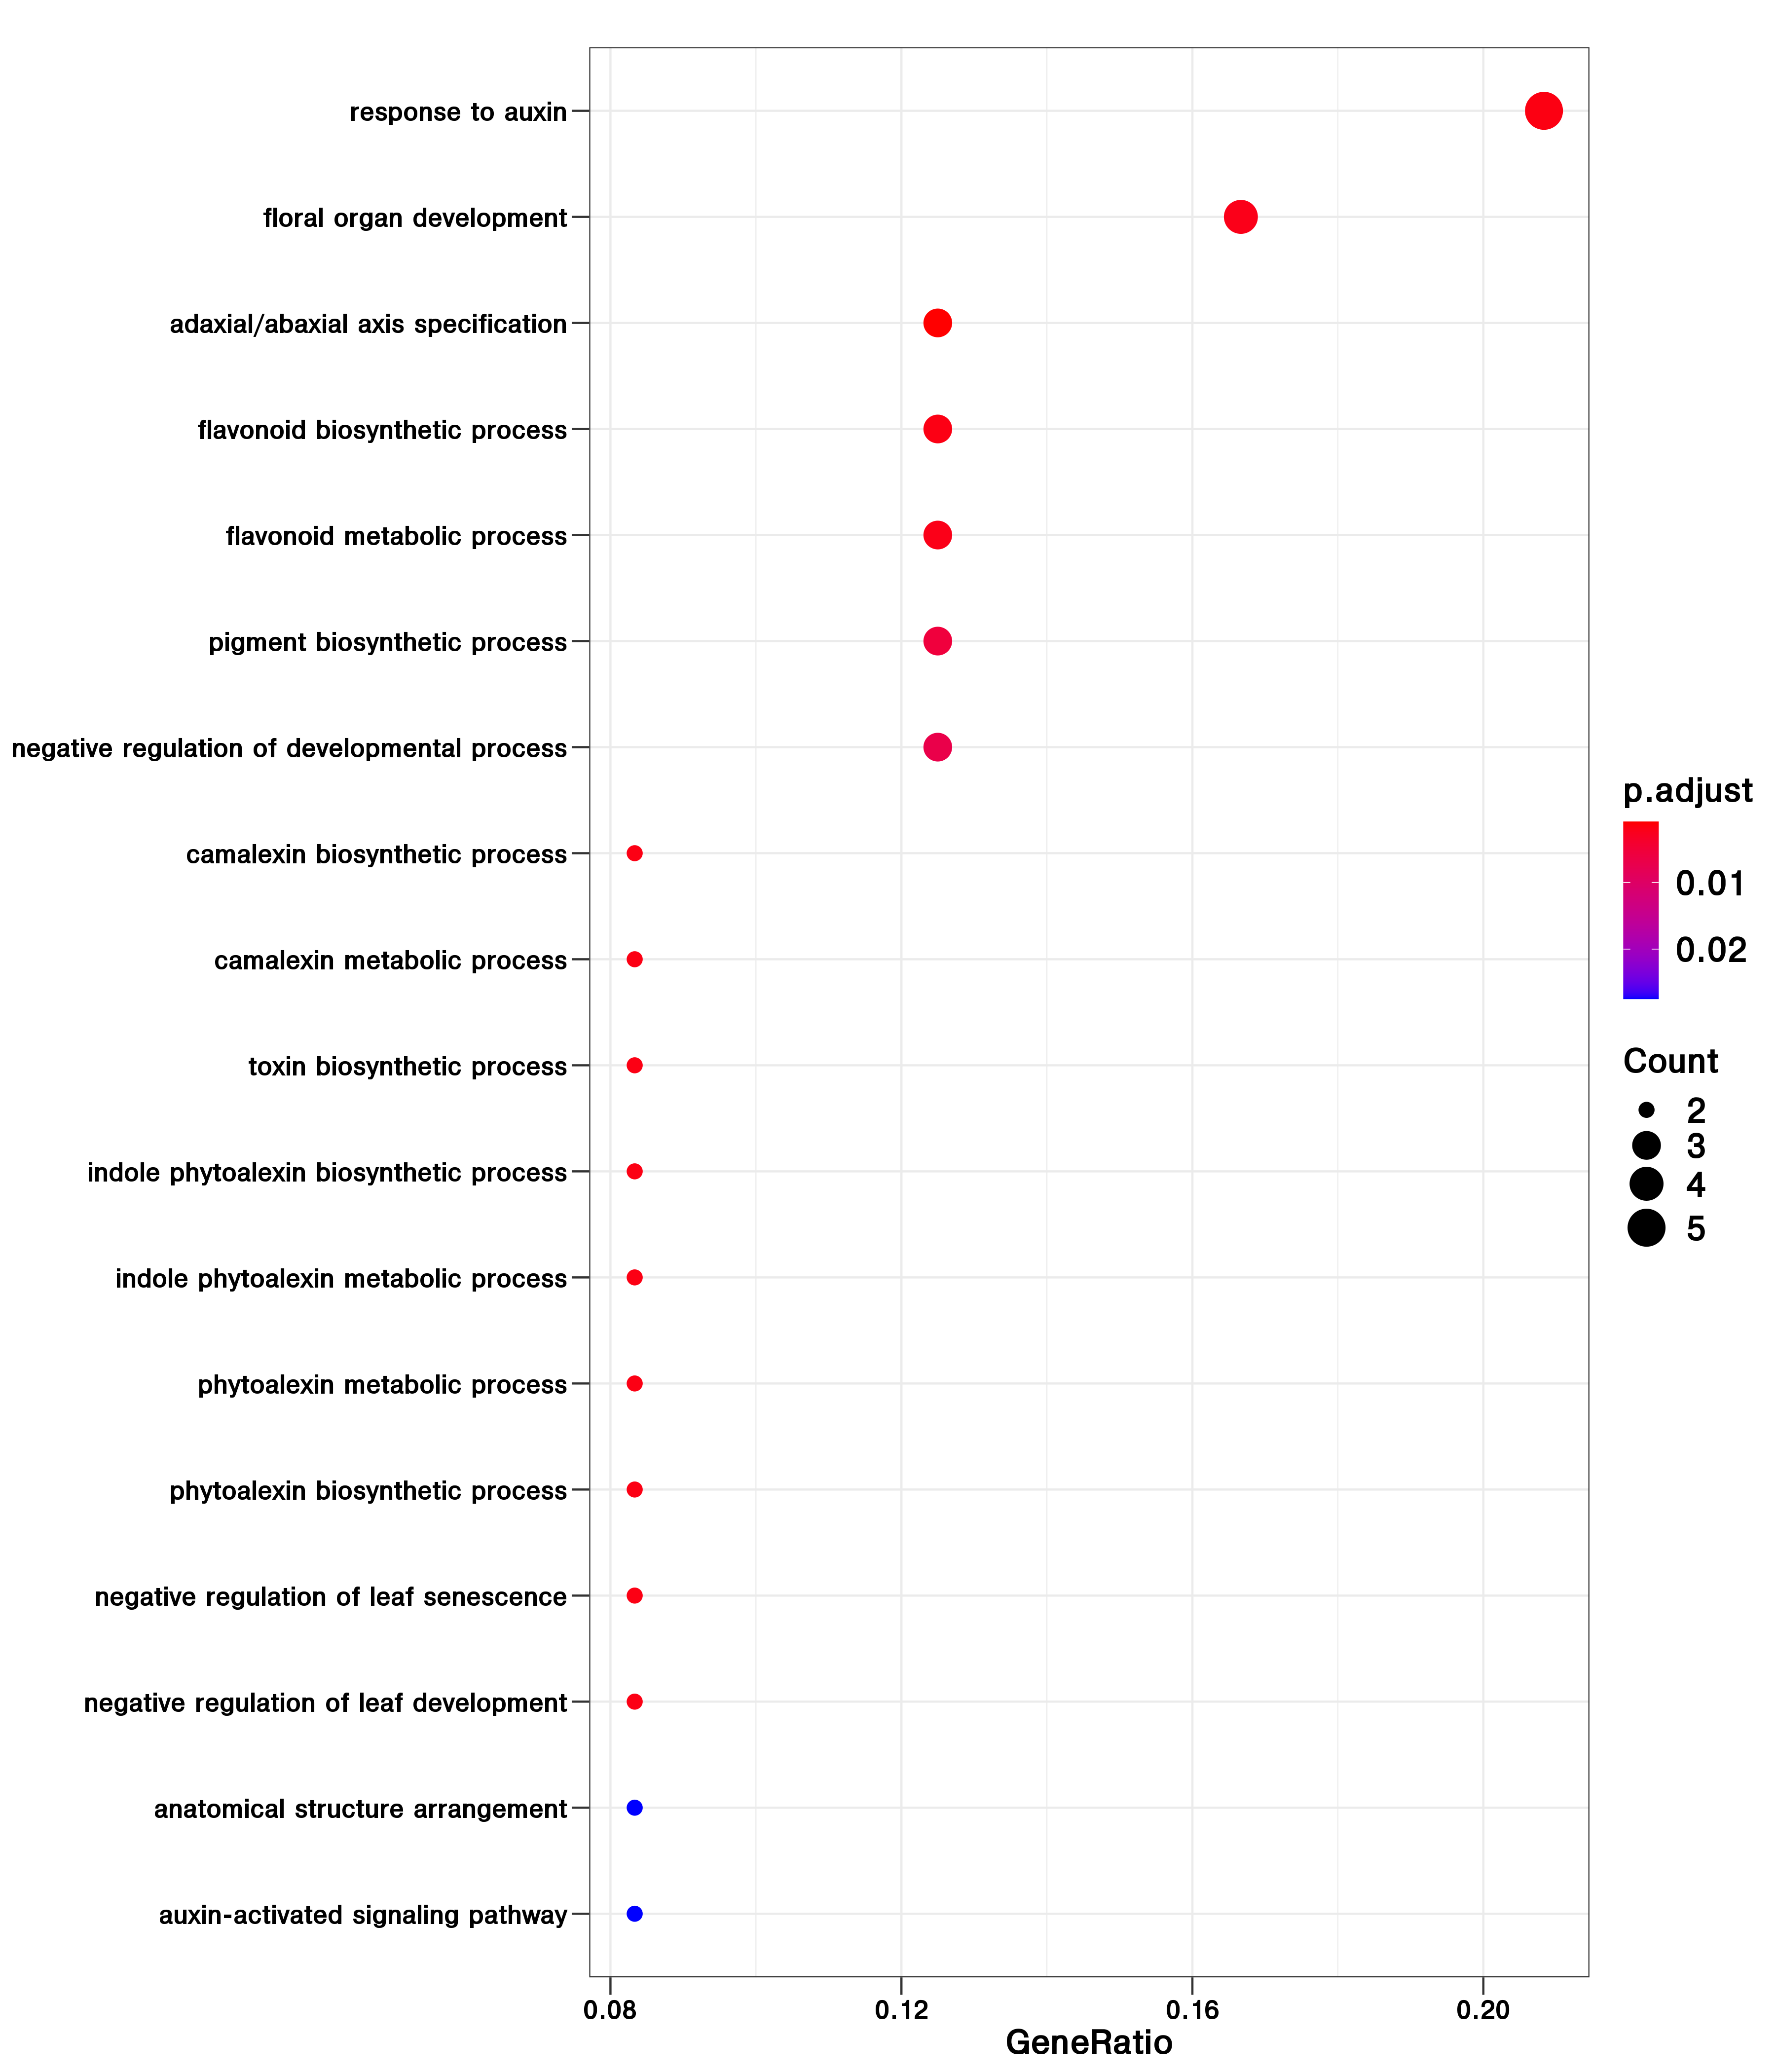 response to auxin
floral organ development
adaxial/abaxial axis specification
flavonoid biosynthetic process
flavonoid metabolic process
pigment biosynthetic process
negative regulation of developmental process
camalexin biosynthetic process
camalexin metabolic process
toxin biosynthetic process
indole phytoalexin biosynthetic process
indole phytoalexin metabolic process
phytoalexin metabolic process
phytoalexin biosynthetic process
negative regulation of leaf senescence
negative regulation of leaf development
anatomical structure arrangement
auxin-activated signaling pathway
0.08 0.12 0.16 0.20
GeneRatio
p.adjust
0.01
0.02
Count
2
3
4
5